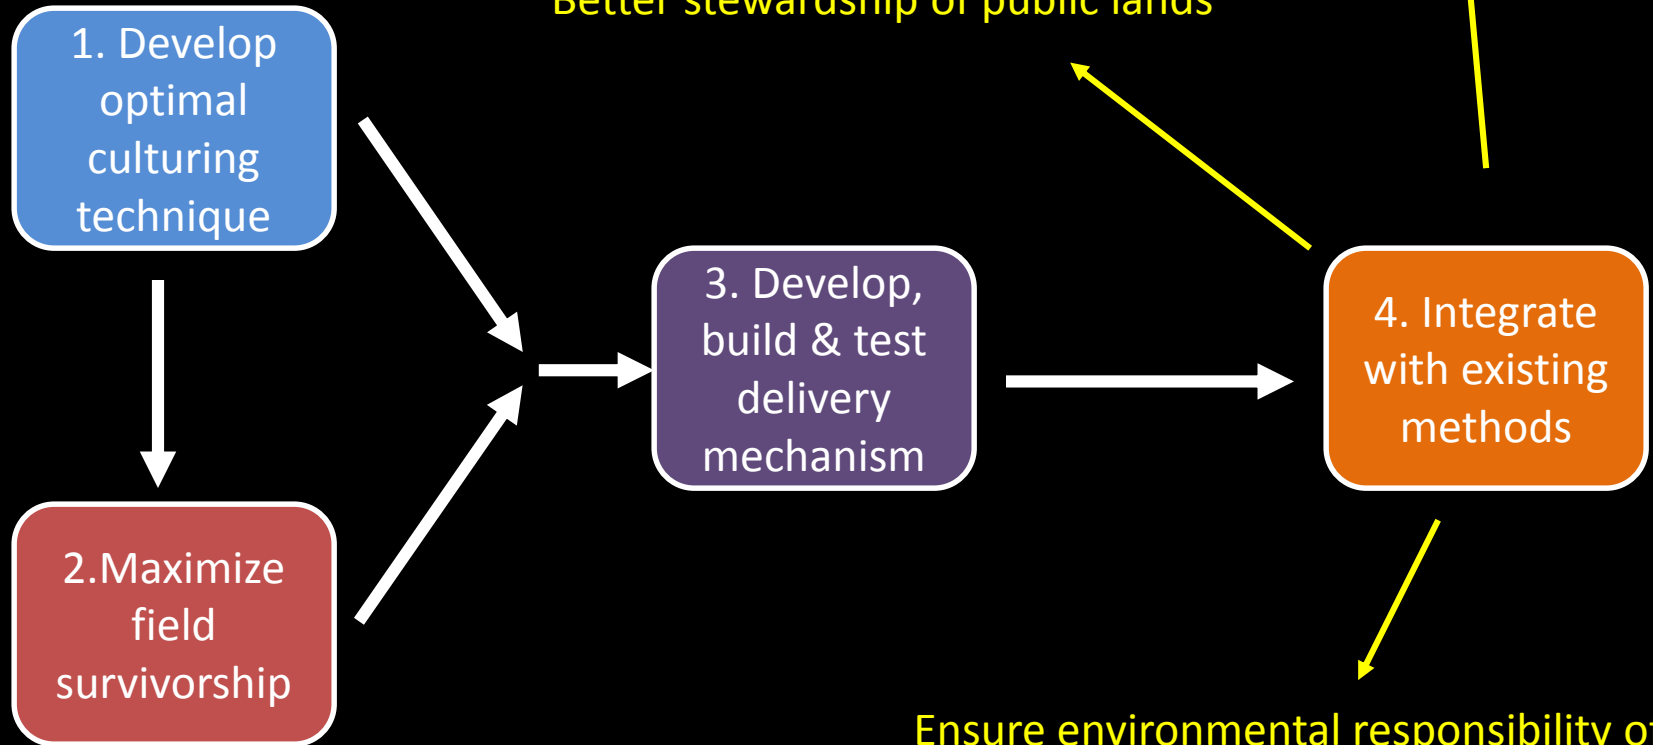 Better stewardship of public lands
1. Develop
optimal
culturing
technique
3. Develop,
build & test
delivery
mechanism
4. Integrate
with existing
methods
2.Maximize
field
survivorship
Ensure environmental responsibility of